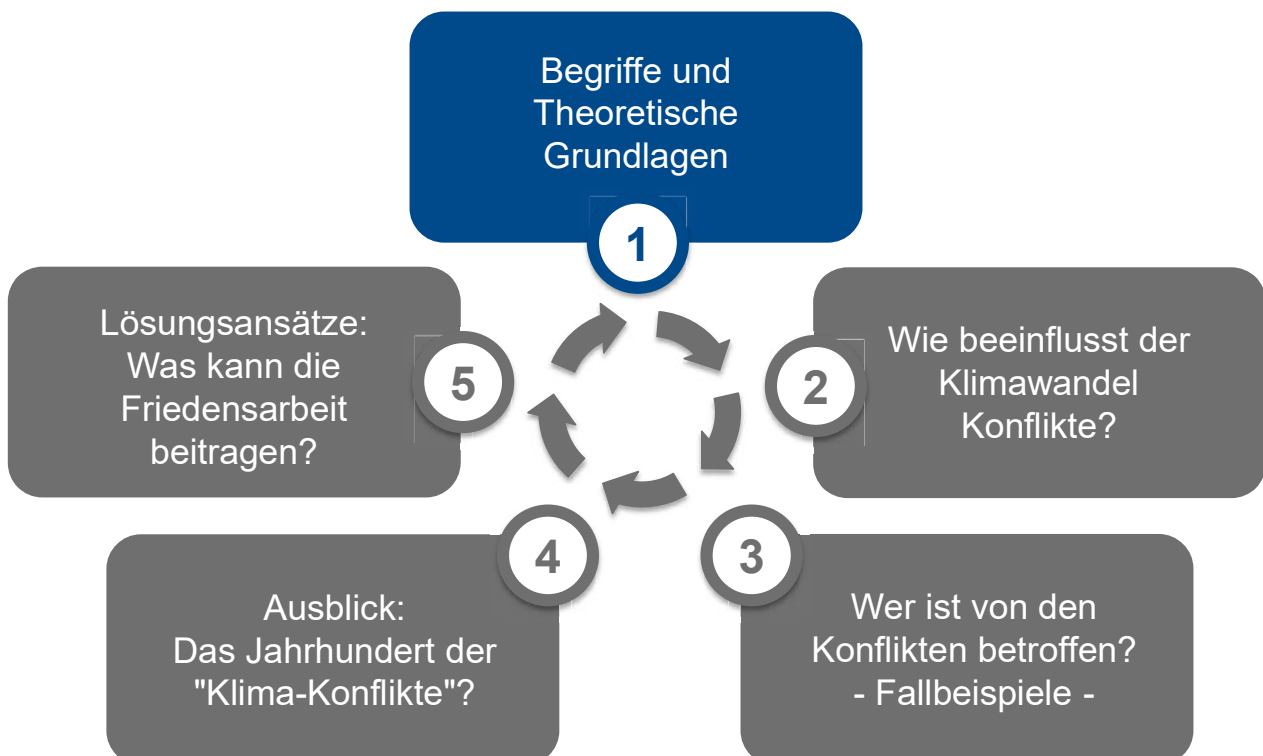 Begriffe und
Theoretische
Grundlagen
1
Wie beeinflusst der
Klimawandel
Konflikte?
2
Wer ist von den
Konflikten betroffen?
- Fallbeispiele -
3
Ausblick:
Das Jahrhundert der
"Klima-Konflikte"?
4
Lösungsansätze:
Was kann die
Friedensarbeit
beitragen?
5